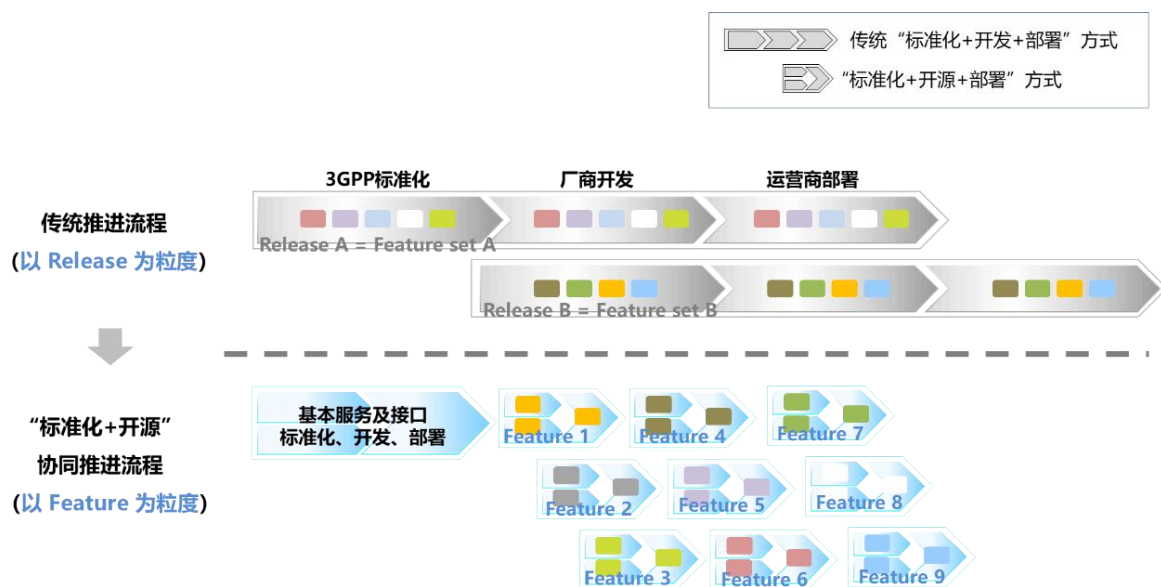 传统“标准化+开发+部署”方式
“标准化+开源+部署”方式
3GPP标准化
厂商开发
运营商部署
传统推进流程
(以 Release 为粒度)
Release A = Feature set A
Release B = Feature set B
“标准化+开源”
协同推进流程
(以 Feature 为粒度)
基本服务及接口
标准化、开发、部署
Feature 1
Feature 4
Feature 7
Feature 2
Feature 5
Feature 8
Feature 3
Feature 6
Feature 9